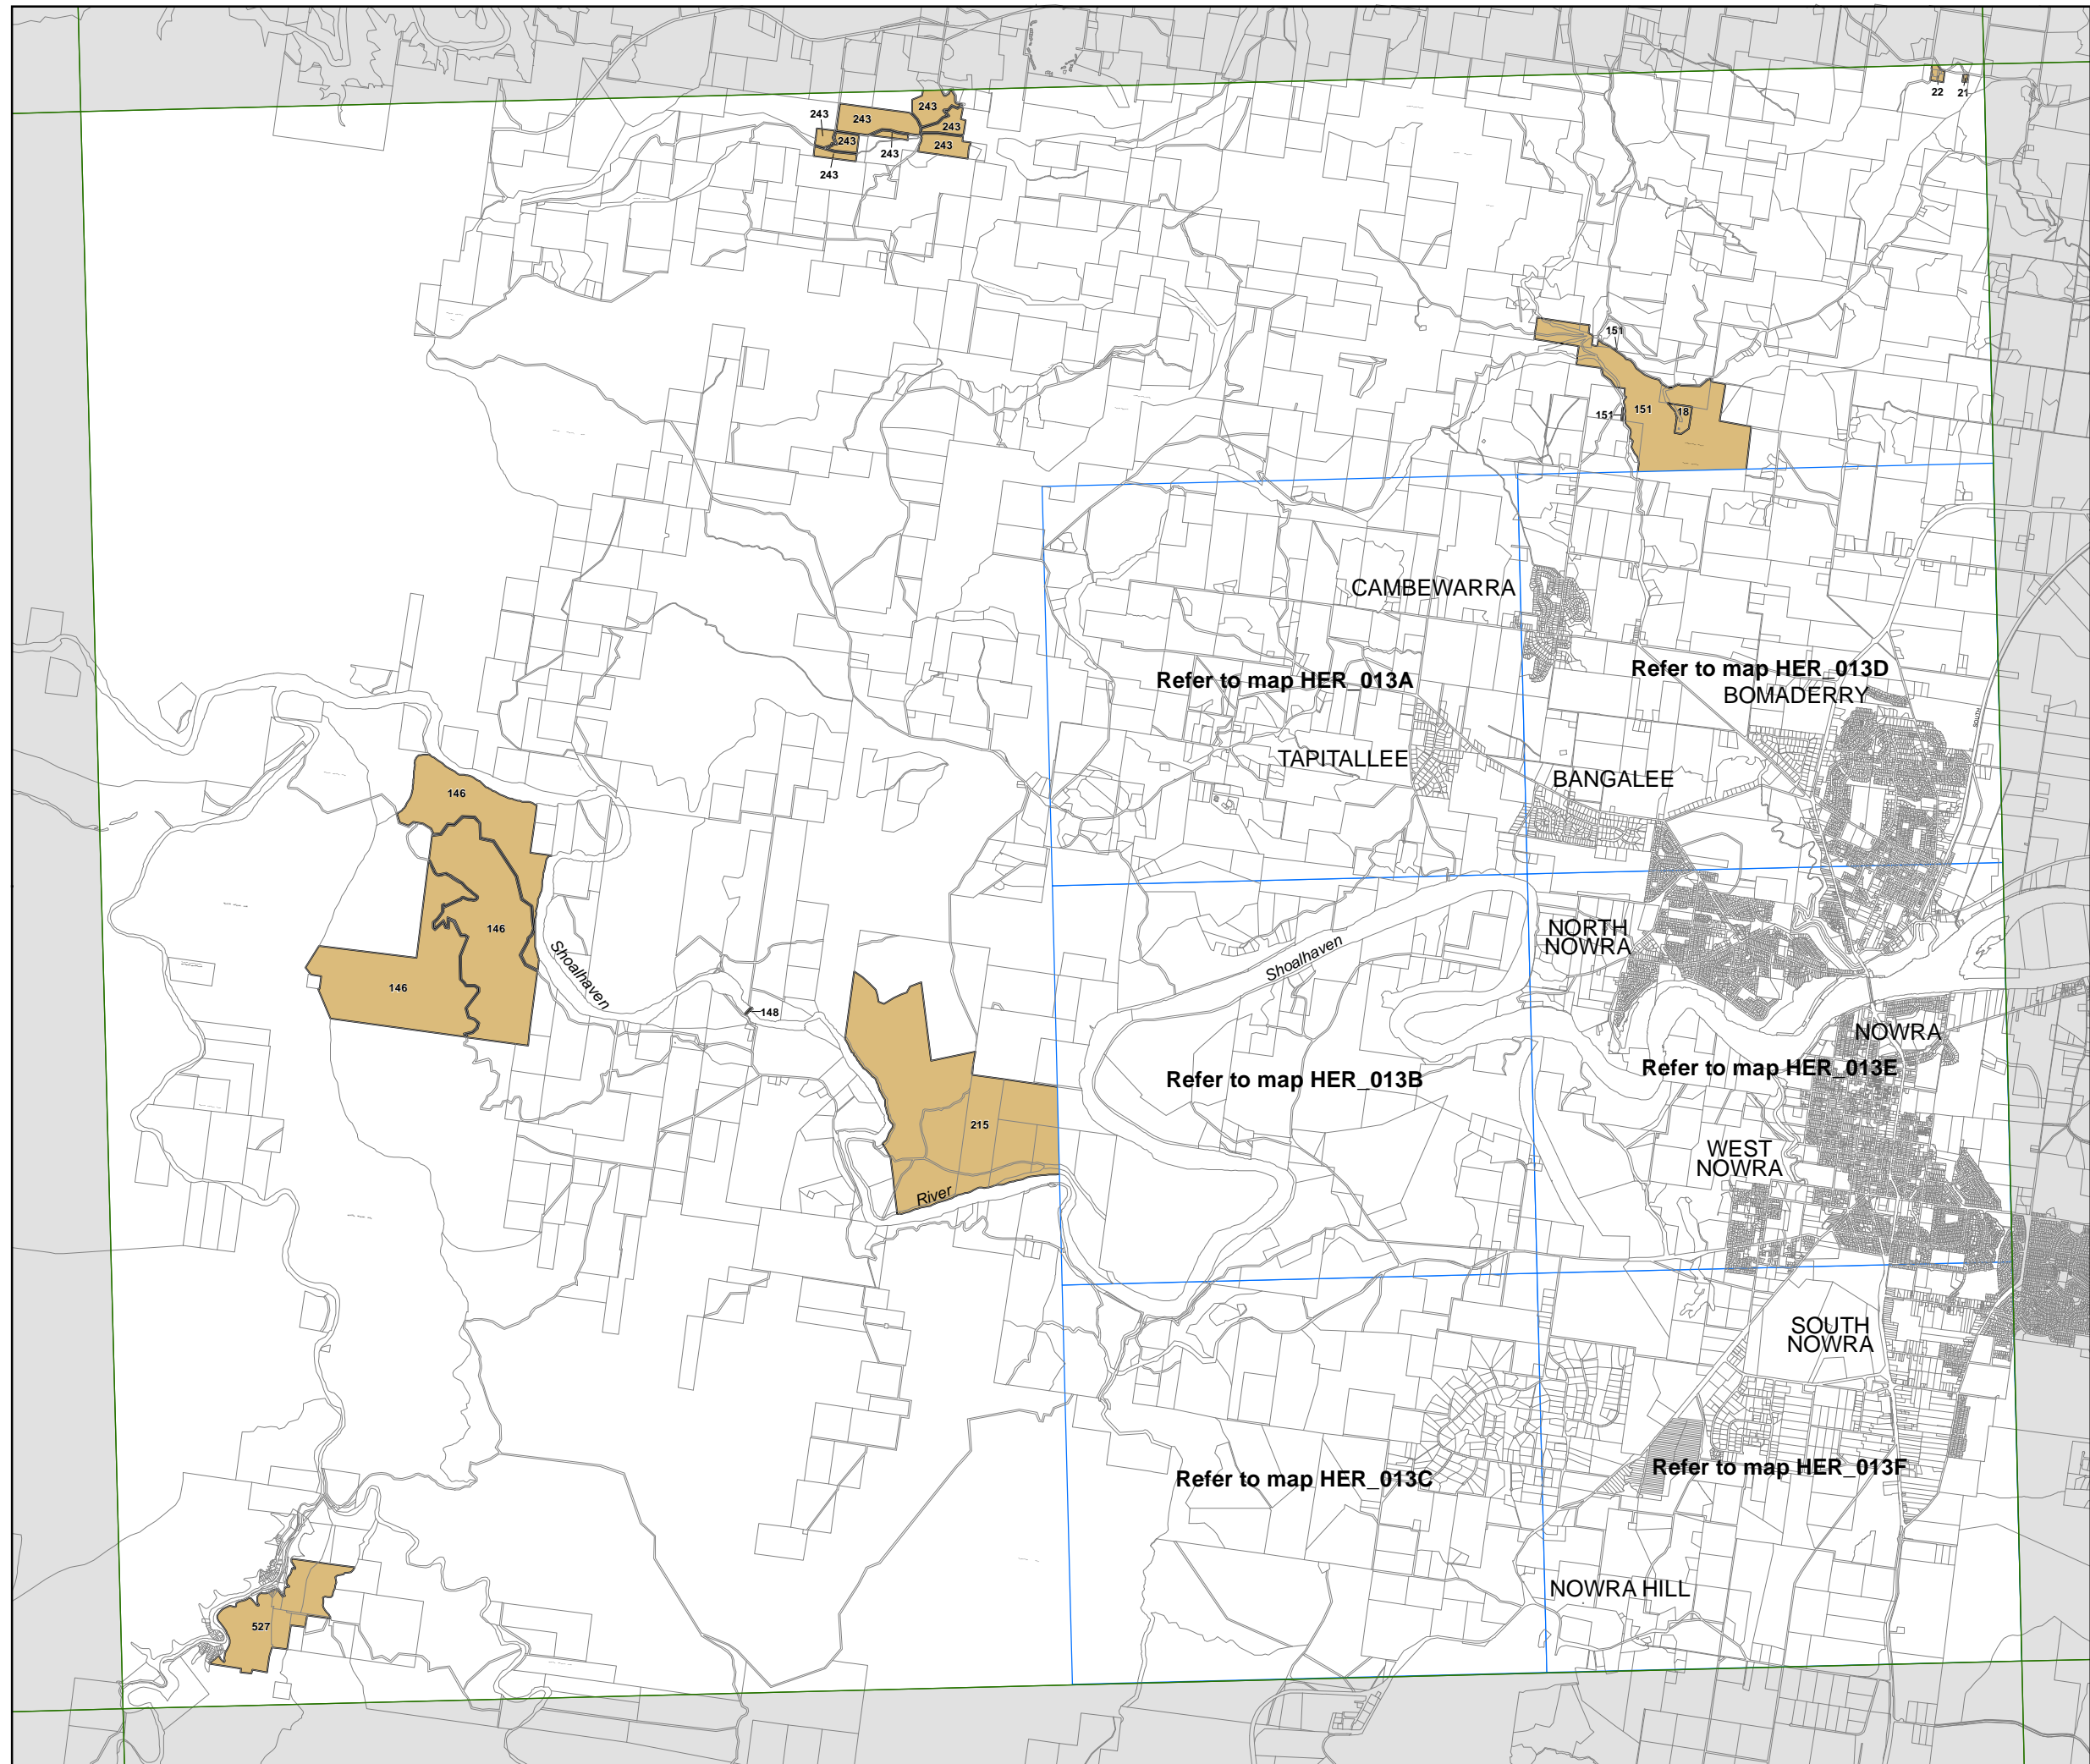 22
21
243
243
243
243
243
243
243
243
151
151
151
18
CAMBEWARRA
Refer to map HER_013A
Refer to map HER_013D
BOMADERRY
TAPITALLEE
BANGALEE
146
146
146
NORTH
NOWRA
Shoalhaven
Shoalhaven
148
NOWRA
Refer to map HER_013E
Refer to map HER_013B
215
WEST
NOWRA
River
SOUTH
NOWRA
Refer to map HER_013F
Refer to map HER_013C
NOWRA HILL
527